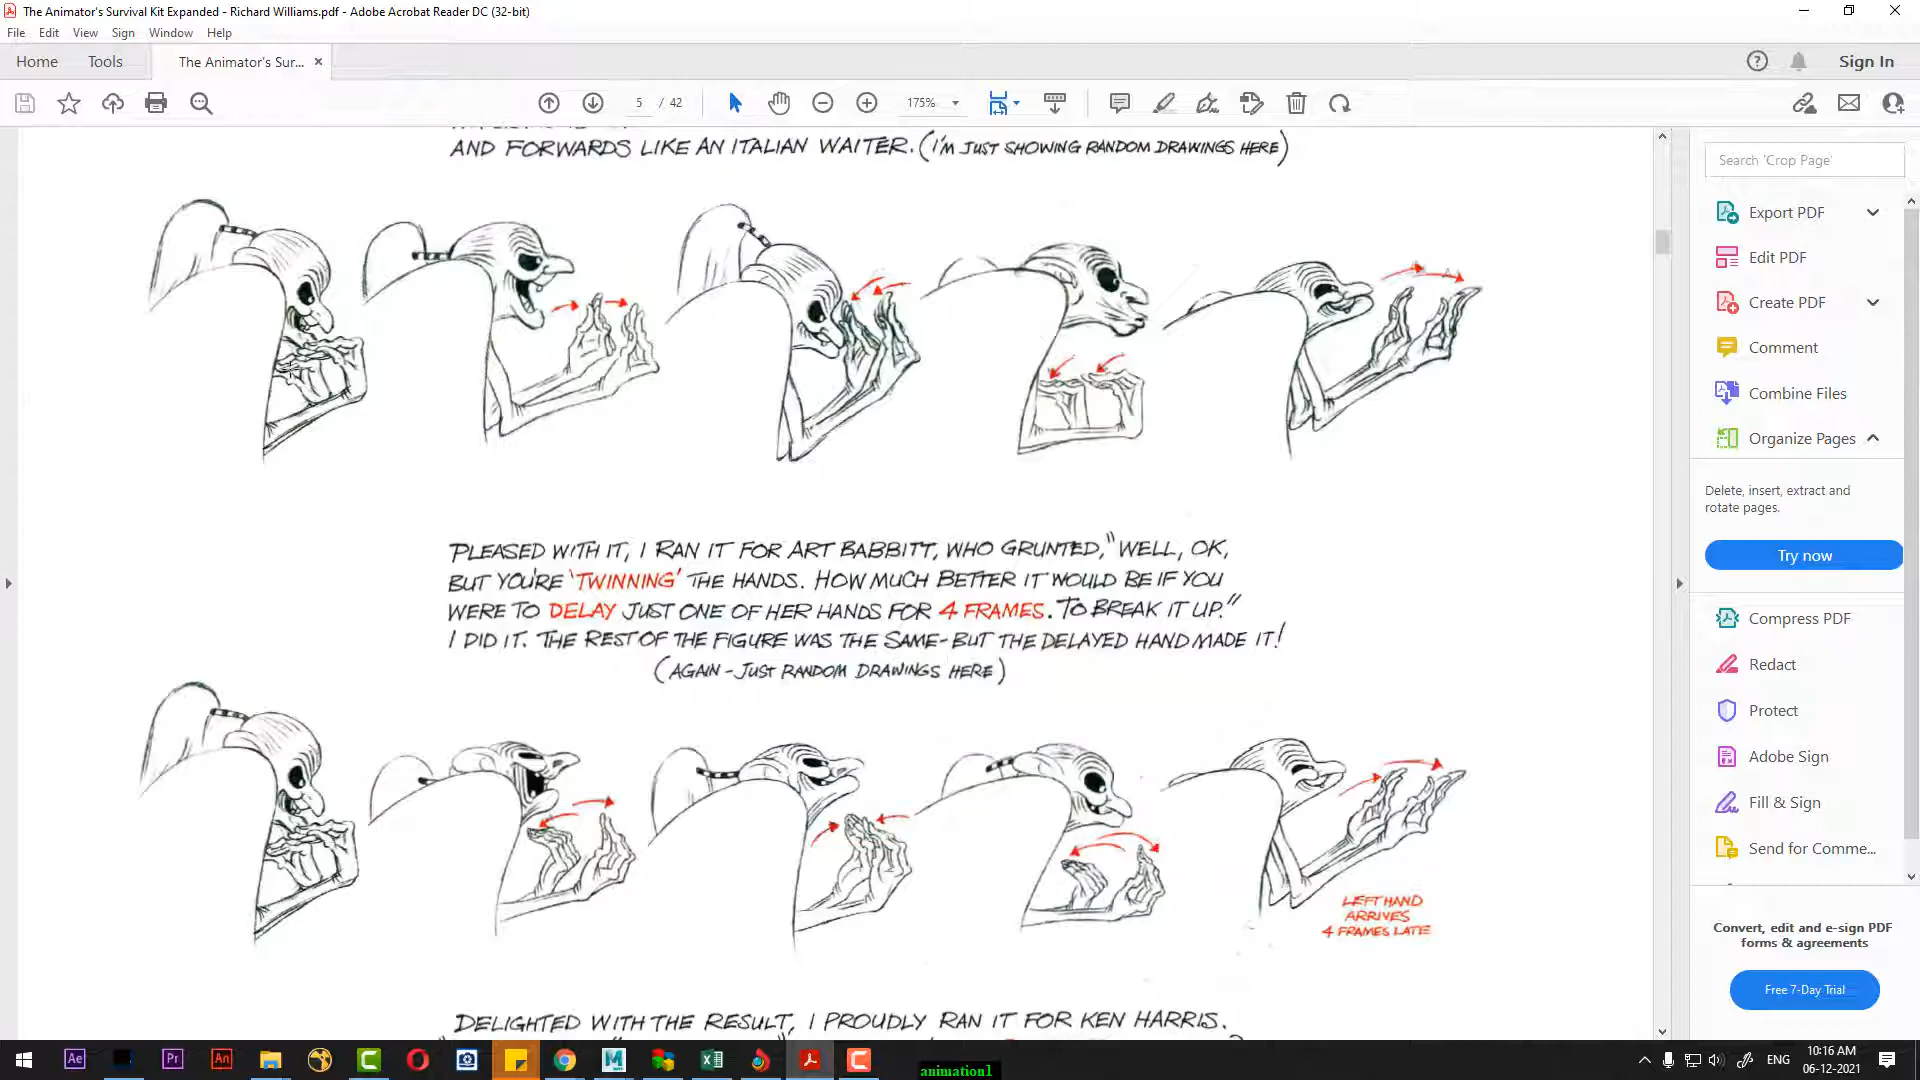 The Animator's Survival Kit Expanded - Richard Williams.pdf - Adobe Acrobat Reader DC (32-bit)
File Edit View Sign Window Help
Home Tools The Animator's Sur... ×
Sign In
5 / 42 175%
AND FORWARDS LIKE AN ITALIAN WAITER. (I'M JUST SHOWING RANDOM DRAWINGS HERE)
PLEASED WITH IT, I RAN IT FOR ART BABBITT, WHO GRUNTED, "WELL, OK,
BUT YOU'RE 'TWINNING' THE HANDS. HOW MUCH BETTER IT WOULD BE IF YOU
WERE TO DELAY JUST ONE OF HER HANDS FOR 4 FRAMES. TO BREAK IT UP."
I DID IT. THE REST OF THE FIGURE WAS THE SAME - BUT THE DELAYED HAND MADE IT!
(AGAIN - JUST RANDOM DRAWINGS HERE)
LEFT HAND
ARRIVES
4 FRAMES LATE
DELIGHTED WITH THE RESULT, I PROUDLY RAN IT FOR KEN HARRIS.
Search 'Crop Page'
Export PDF
Edit PDF
Create PDF
Comment
Combine Files
Organize Pages
Delete, insert, extract and
rotate pages.
Try now
Compress PDF
Redact
Protect
Adobe Sign
Fill & Sign
Send for Comme...
Convert, edit and e-sign PDF
forms & agreements
Free 7-Day Trial
Ae Pr An
animation1
ENG
10:16 AM
06-12-2021